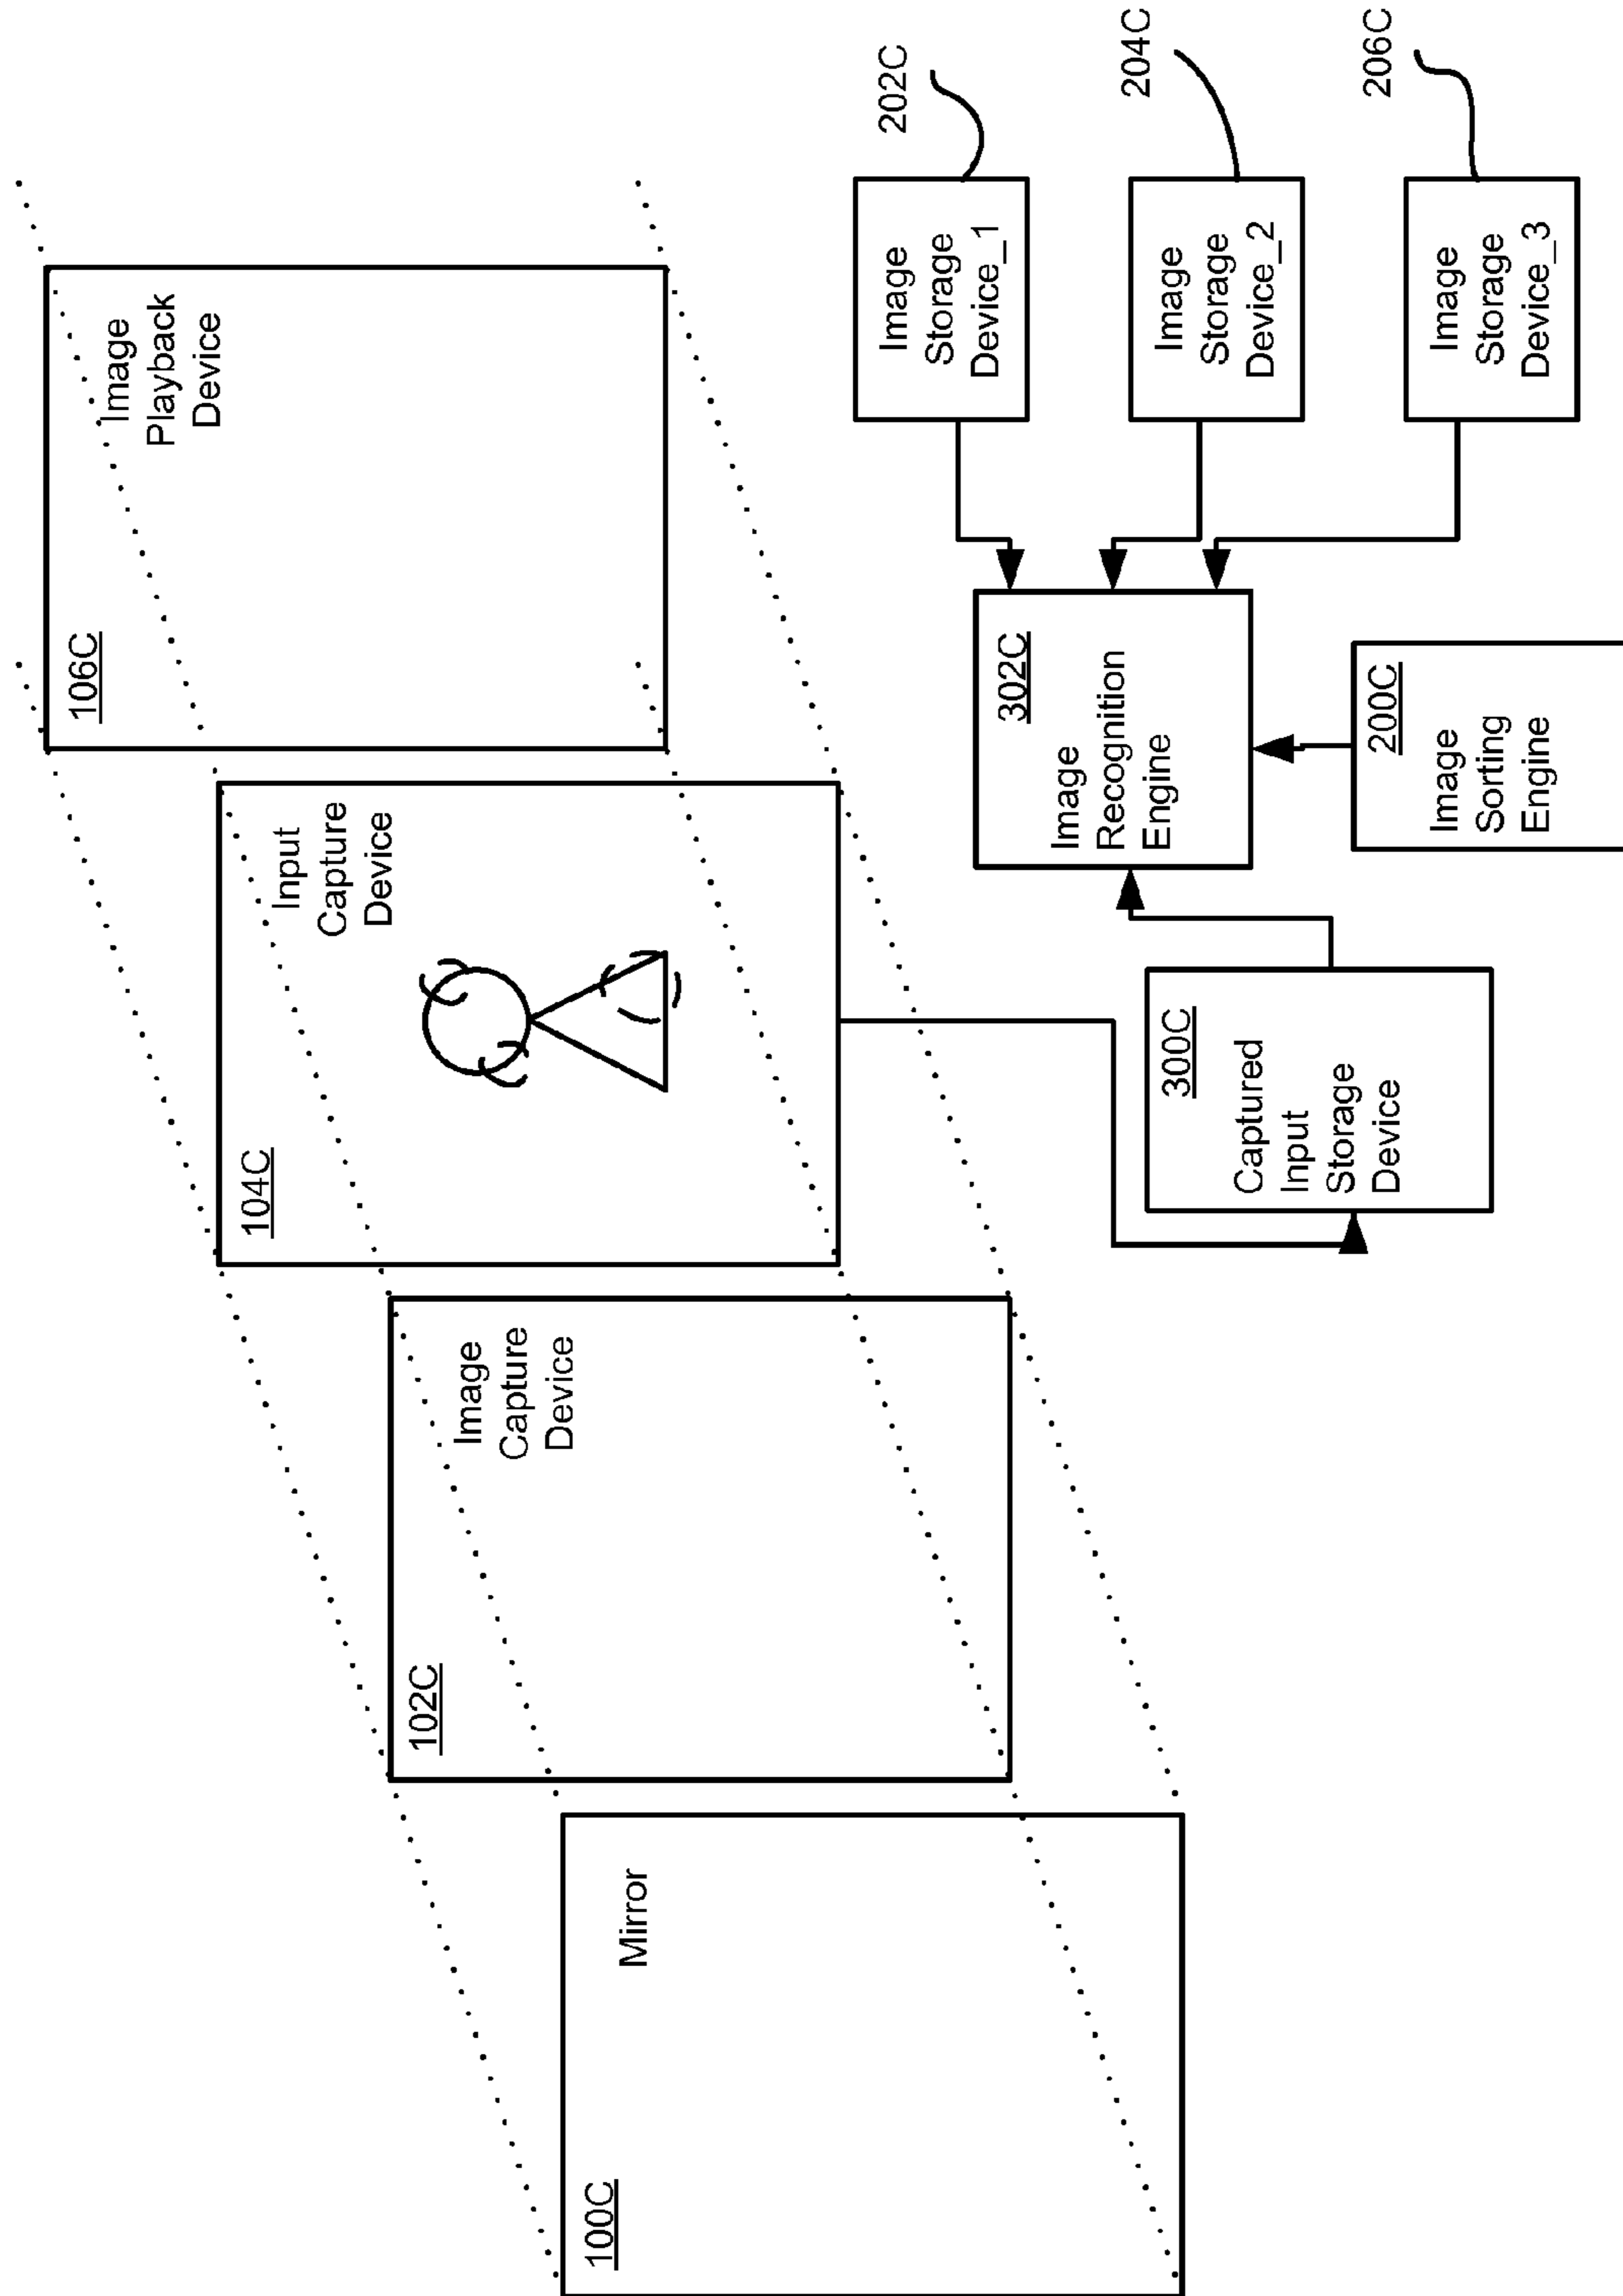 100C
Mirror
102C
Image
Capture
Device
104C
Input
Capture
Device
106C
Image
Playback
Device
300C
Captured
Input
Storage
Device
302C
Image
Recognition
Engine
200C
Image
Sorting
Engine
Image
Storage
Device_1
202C
Image
Storage
Device_2
204C
Image
Storage
Device_3
206C